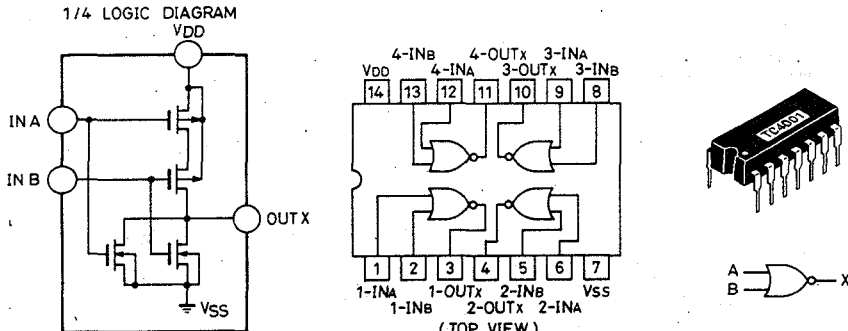 1/4 LOGIC DIAGRAM
VDD
IN A
IN B
OUT X
VSS
4-INB 4-OUTX 3-INA
VDD 4-INA 3-OUTX 3-INB
14 13 12 11 10 9 8
1 2 3 4 5 6 7
1-INA 1-OUTX 2-INB VSS
1-INB 2-OUTX 2-INA
(TOP VIEW)
TC4001
A
B
X